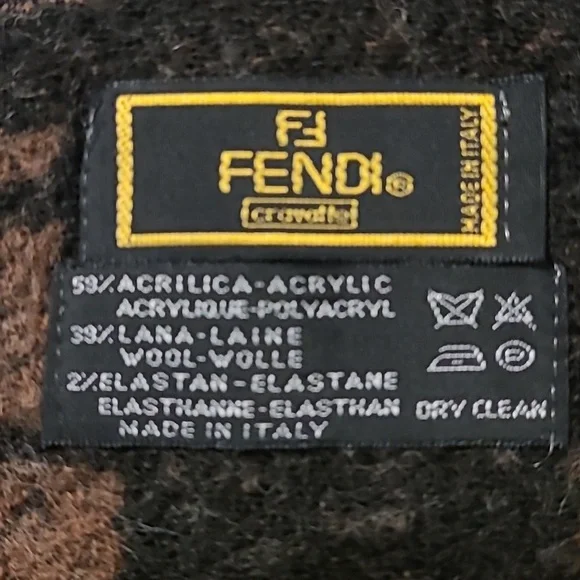 FENDI®
cravatte
MADE IN ITALY
59% ACRILICA-ACRYLIC
ACRYLIQUE-POLYACRYL
39% LANA-LAINE
WOOL-WOLLE
2% ELASTAN-ELASTANE
ELASTHANNE-ELASTHAN
MADE IN ITALY
P
DRY CLEAN